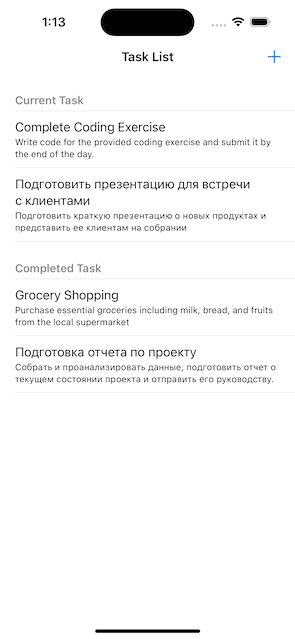 1:13
Task List
Current Task
Complete Coding Exercise
Write code for the provided coding exercise and submit it by
the end of the day.
Подготовить презентацию для встречи
с клиентами
Подготовить краткую презентацию о новых продуктах и
представить ее клиентам на собрании
Completed Task
Grocery Shopping
Purchase essential groceries including milk, bread, and fruits
from the local supermarket
Подготовка отчета по проекту
Собрать и проанализировать данные, подготовить отчет о
текущем состоянии проекта и отправить его руководству.